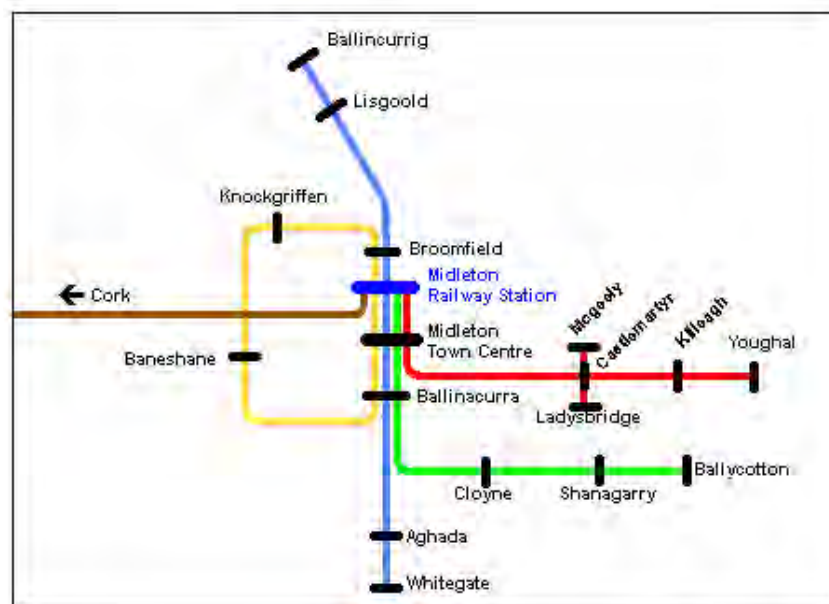 Ballincurrig
Lisgoold
Knockgriffen
Broomfield
Midleton
Railway Station
Cork
Midleton
Town Centre
Baneshane
Mogeely
Castlemartyr
Killeagh
Youghal
Ballinacurra
Ladysbridge
Cloyne
Shanagarry
Ballycotton
Aghada
Whitegate